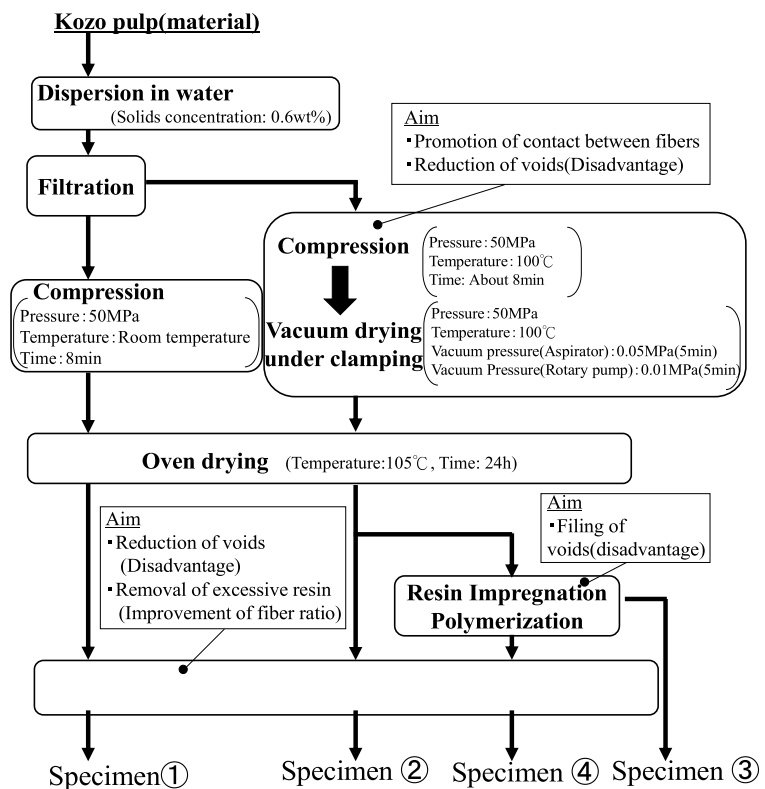 Kozo pulp(material)
Dispersion in water
(Solids concentration: 0.6wt%)
Filtration
Aim
▪Promotion of contact between fibers
▪Reduction of voids(Disadvantage)
Compression
Pressure:50MPa
Temperature:100℃
Time: About 8min
Vacuum drying
under clamping
Pressure:50MPa
Temperature:100℃
Vacuum pressure(Aspirator):0.05MPa(5min)
Vacuum Pressure(Rotary pump):0.01MPa(5min)
Compression
Pressure:50MPa
Temperature:Room temperature
Time:8min
Oven drying (Temperature:105℃, Time: 24h)
Aim
▪Reduction of voids
(Disadvantage)
▪Removal of excessive resin
(Improvement of fiber ratio)
Aim
▪Filing of
voids(disadvantage)
Resin Impregnation
Polymerization
Specimen①
Specimen ②
Specimen ④
Specimen ③